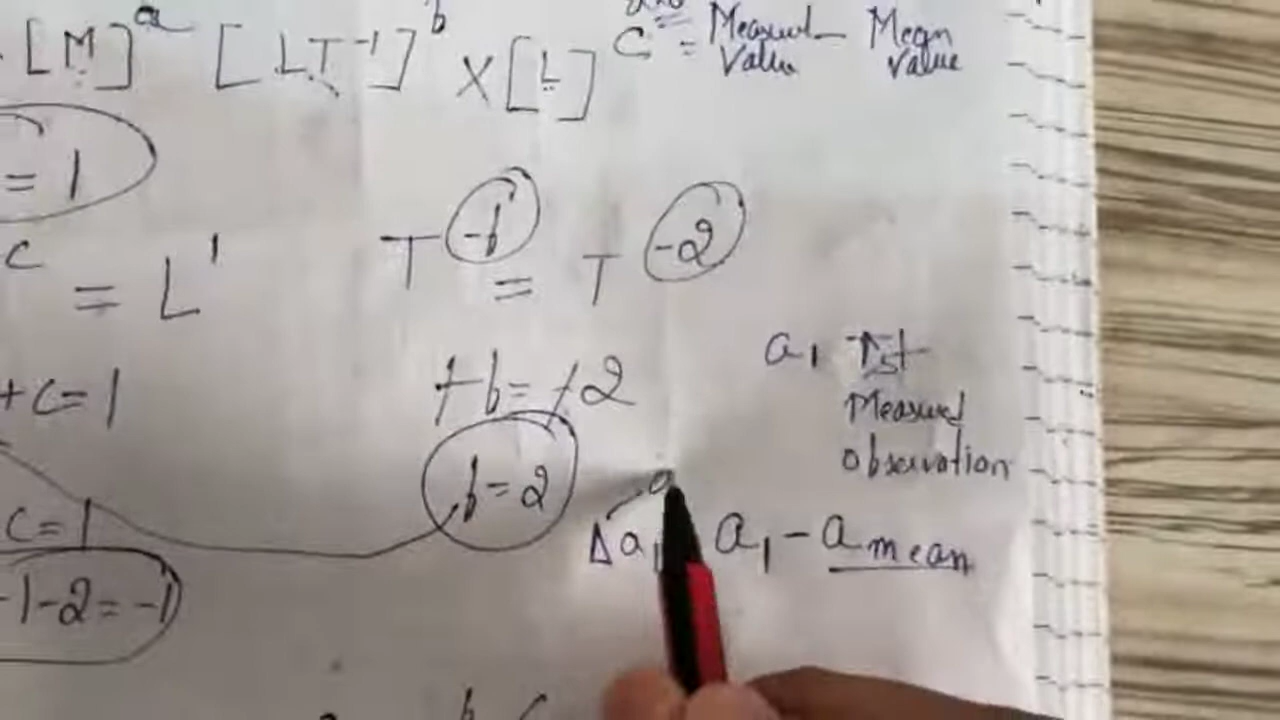 [M]^a [LT^-1]^b X [L]^c = Measured Value Mean Value
= 1
T^-b = T^-2
c = L^1
+b = +2
+c = 1
b = 2
a1 Ist
Measured
observation
c = 1
Δa1 a1 - a mean
-1-2 = -1
b c